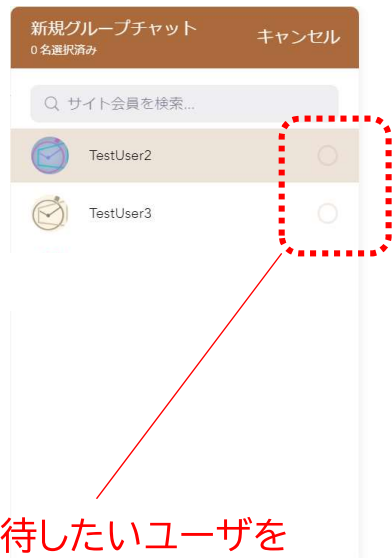 新規グループチャット
キャンセル
0 名選択済み
サイト会員を検索...
TestUser2
TestUser3
待したいユーザを